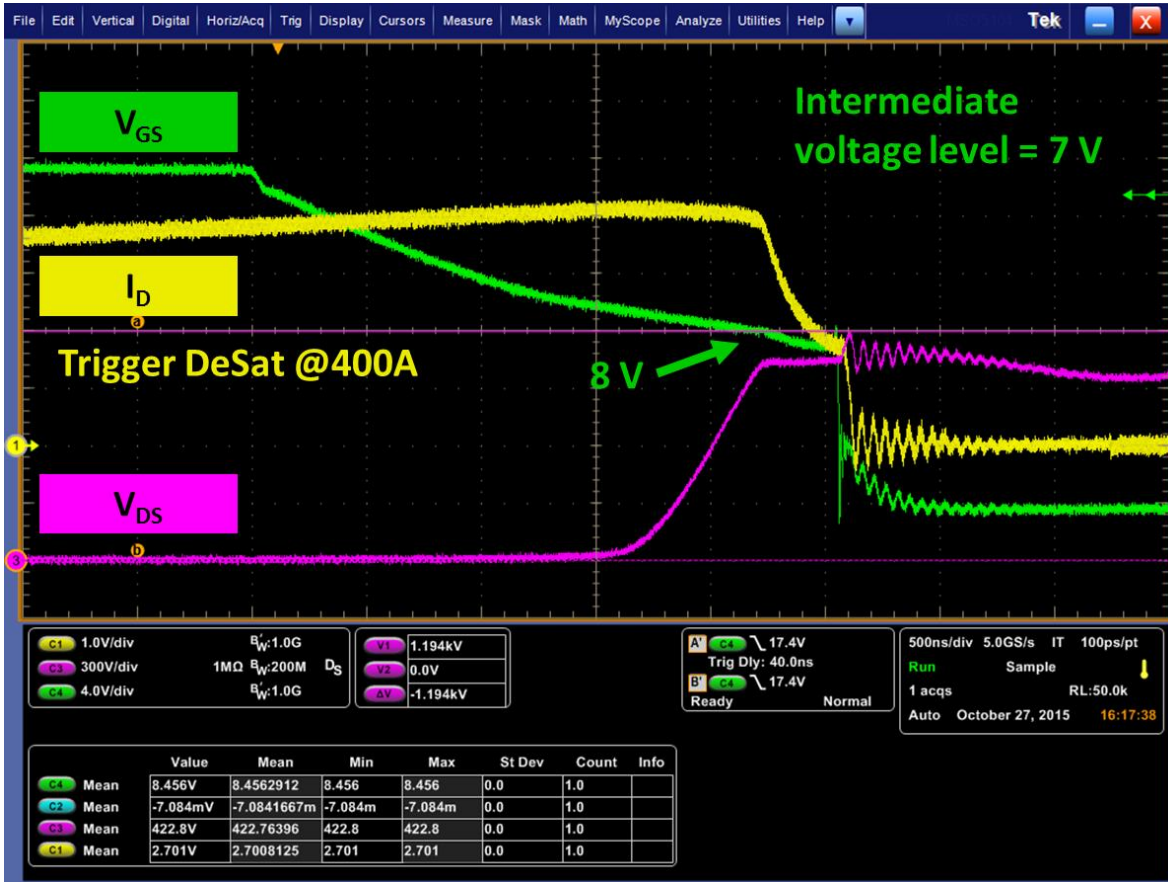 File Edit Vertical Digital Horiz/Acq Trig Display Cursors Measure Mask Math MyScope Analyze Utilities Help Tek X
VGS
Intermediate
voltage level = 7 V
ID
a
Trigger DeSat @400A
8 V
1
VDS
b
3
C1 1.0V/div BW:1.0G
C3 300V/div 1MΩ BW:200M DS
C4 4.0V/div BW:1.0G
V1 1.194kV
V2 0.0V
ΔV -1.194kV
A' C4 17.4V
Trig Dly: 40.0ns
B' C4 17.4V
Ready Normal
500ns/div 5.0GS/s IT 100ps/pt
Run Sample
1 acqs RL:50.0k
Auto October 27, 2015 16:17:38
Value Mean Min Max St Dev Count Info
C4 Mean 8.456V 8.4562912 8.456 8.456 0.0 1.0
C2 Mean -7.084mV -7.0841667m -7.084m -7.084m 0.0 1.0
C3 Mean 422.8V 422.76396 422.8 422.8 0.0 1.0
C1 Mean 2.701V 2.7008125 2.701 2.701 0.0 1.0